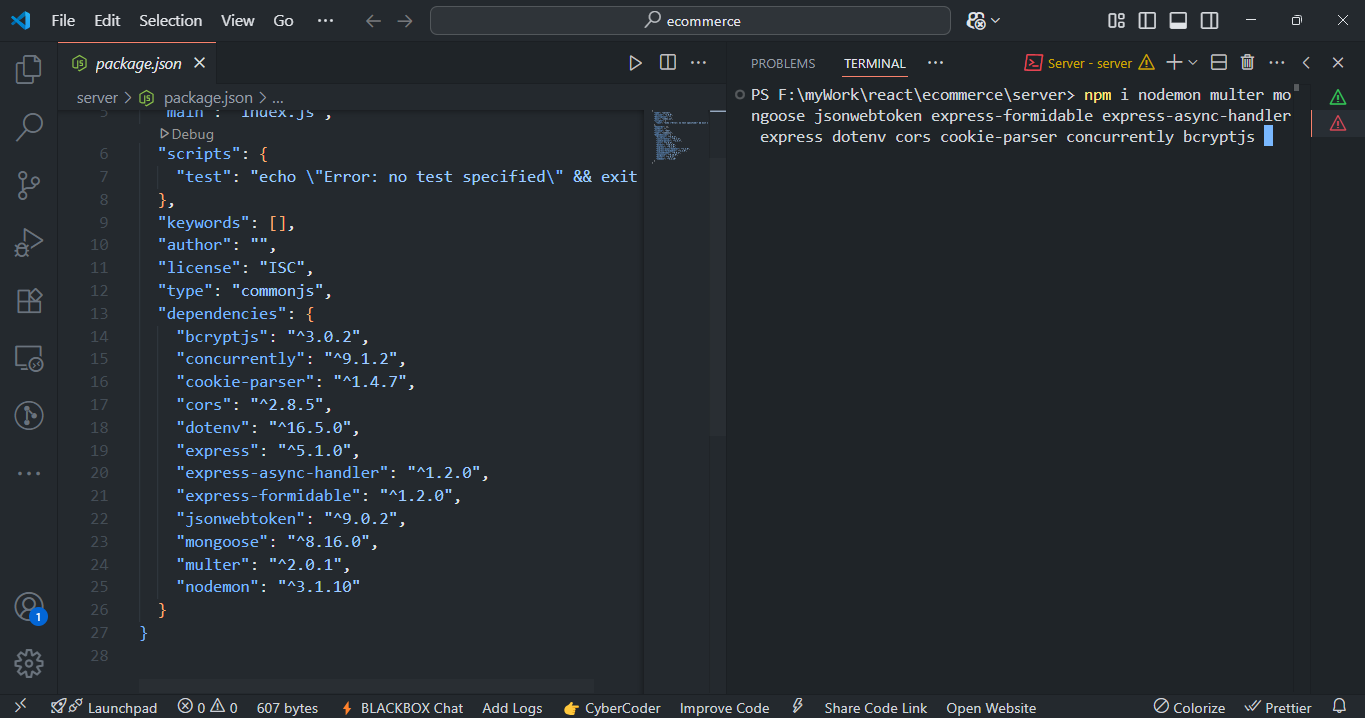 File Edit Selection View Go ··· ecommerce
package.json
PROBLEMS TERMINAL ··· Server - server
server > package.json > ...
"main": "index.js",
Debug
6 "scripts": {
7 "test": "echo \"Error: no test specified\" && exit
8 },
9 "keywords": [],
10 "author": "",
11 "license": "ISC",
12 "type": "commonjs",
13 "dependencies": {
14 "bcryptjs": "^3.0.2",
15 "concurrently": "^9.1.2",
16 "cookie-parser": "^1.4.7",
17 "cors": "^2.8.5",
18 "dotenv": "^16.5.0",
19 "express": "^5.1.0",
20 "express-async-handler": "^1.2.0",
21 "express-formidable": "^1.2.0",
22 "jsonwebtoken": "^9.0.2",
23 "mongoose": "^8.16.0",
24 "multer": "^2.0.1",
25 "nodemon": "^3.1.10"
26 }
27 }
28
PS F:\myWork\react\ecommerce\server> npm i nodemon multer mo
ngoose jsonwebtoken express-formidable express-async-handler
express dotenv cors cookie-parser concurrently bcryptjs
1
Launchpad 0 0 607 bytes BLACKBOX Chat Add Logs CyberCoder Improve Code Share Code Link Open Website Colorize Prettier